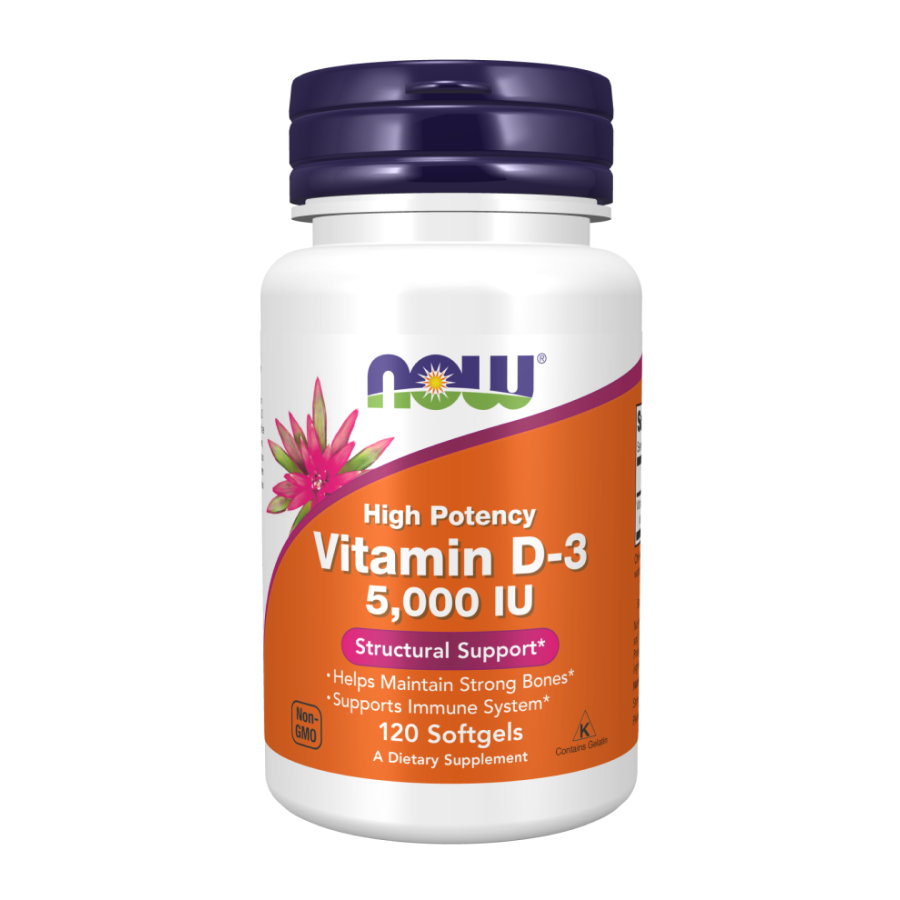 NOW®
High Potency
Vitamin D-3
5,000 IU
Structural Support*
•Helps Maintain Strong Bones*
•Supports Immune System*
Non-
GMO
120 Softgels
A Dietary Supplement
K
Contains Gelatin